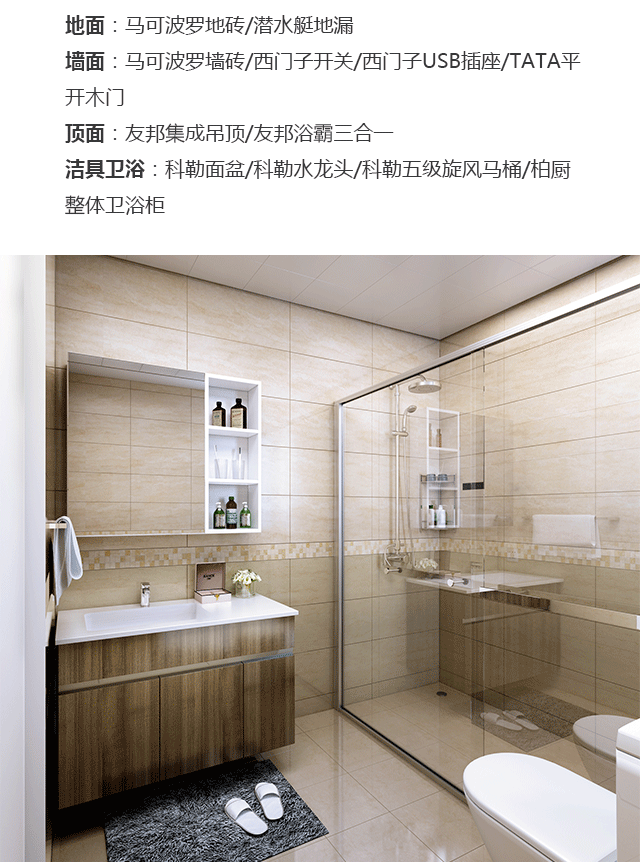 地面：马可波罗地砖/潜水艇地漏
墙面：马可波罗墙砖/西门子开关/西门子USB插座/TATA平
开木门
顶面：友邦集成吊顶/友邦浴霸三合一
洁具卫浴：科勒面盆/科勒水龙头/科勒五级旋风马桶/柏厨
整体卫浴柜